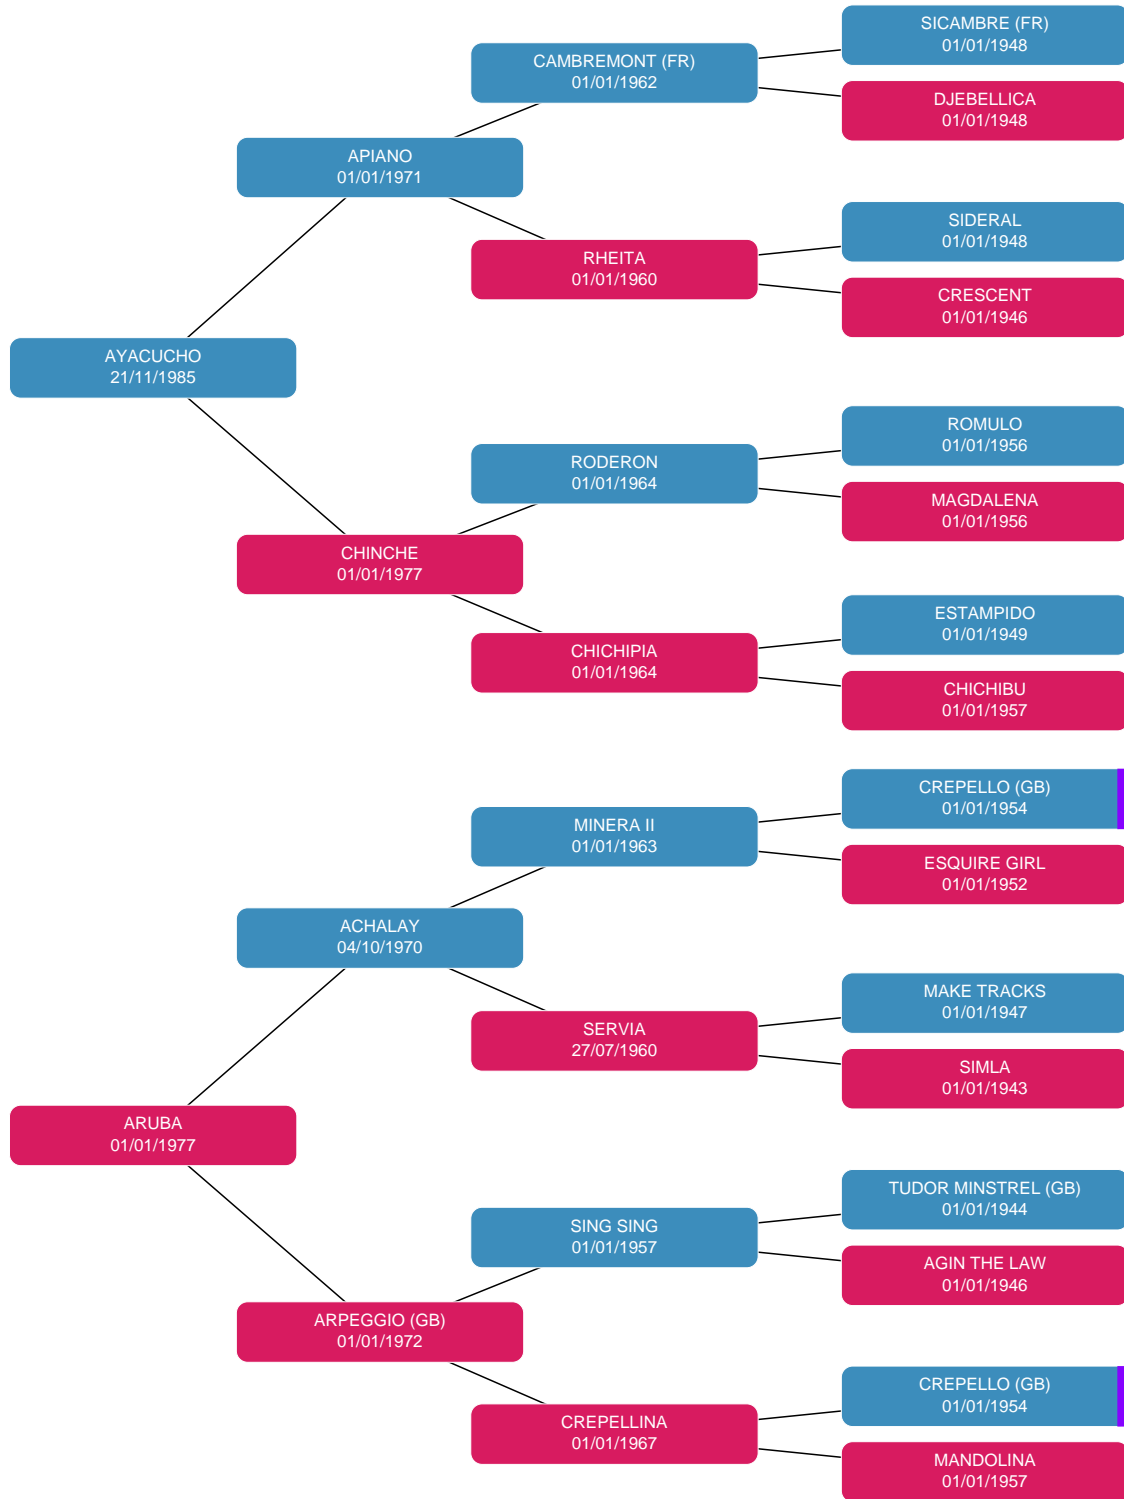 SICAMBRE (FR)
01/01/1948
CAMBREMONT (FR)
01/01/1962
DJEBELLICA
01/01/1948
APIANO
01/01/1971
SIDERAL
01/01/1948
RHEITA
01/01/1960
CRESCENT
01/01/1946
AYACUCHO
21/11/1985
ROMULO
01/01/1956
RODERON
01/01/1964
MAGDALENA
01/01/1956
CHINCHE
01/01/1977
ESTAMPIDO
01/01/1949
CHICHIPIA
01/01/1964
CHICHIBU
01/01/1957
CREPELLO (GB)
01/01/1954
MINERA II
01/01/1963
ESQUIRE GIRL
01/01/1952
ACHALAY
04/10/1970
MAKE TRACKS
01/01/1947
SERVIA
27/07/1960
SIMLA
01/01/1943
ARUBA
01/01/1977
TUDOR MINSTREL (GB)
01/01/1944
SING SING
01/01/1957
AGIN THE LAW
01/01/1946
ARPEGGIO (GB)
01/01/1972
CREPELLO (GB)
01/01/1954
CREPELLINA
01/01/1967
MANDOLINA
01/01/1957